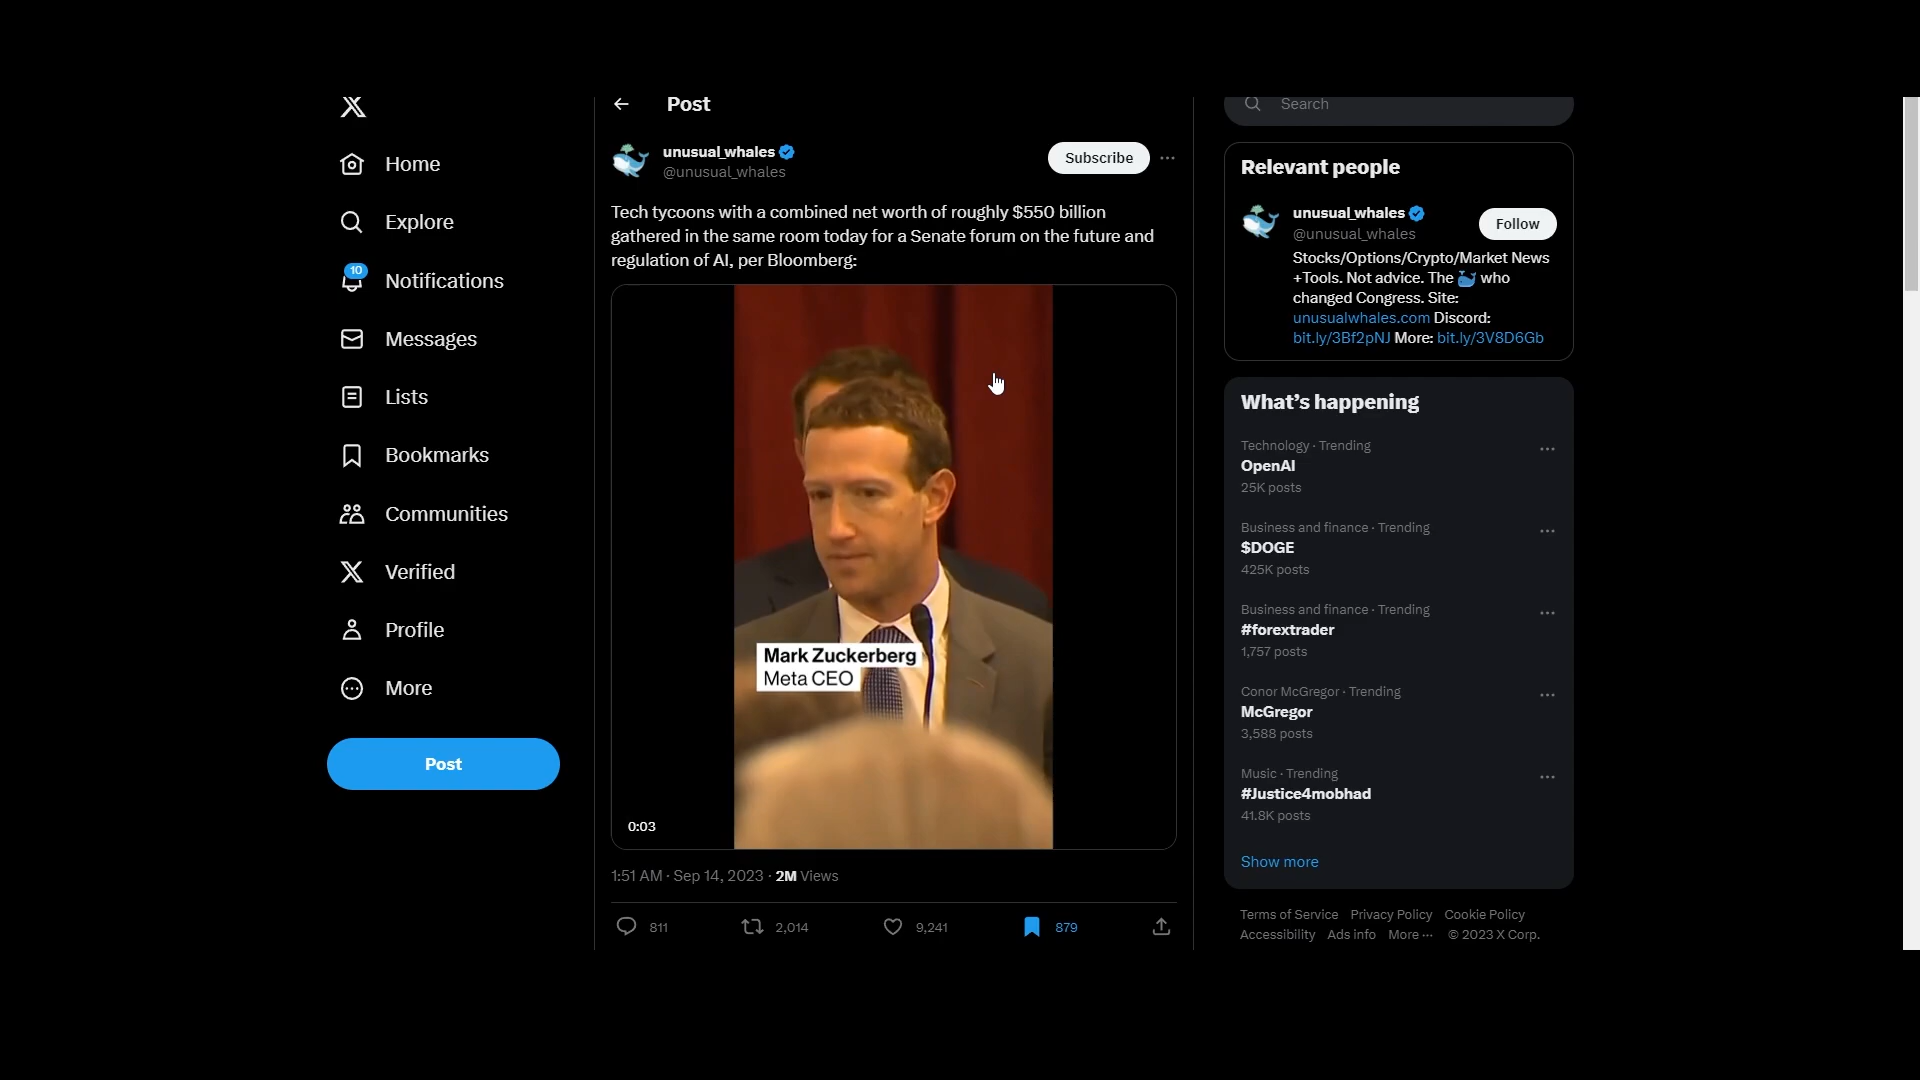 Home
Explore
10
Notifications
Messages
Lists
Bookmarks
Communities
Verified
Profile
More
Post
Post
unusual_whales
@unusual_whales
Subscribe
Tech tycoons with a combined net worth of roughly $550 billion
gathered in the same room today for a Senate forum on the future and
regulation of AI, per Bloomberg:
Mark Zuckerberg
Meta CEO
0:03
1:51 AM · Sep 14, 2023 · 2M Views
811
2,014
9,241
879
Search
Relevant people
unusual_whales
@unusual_whales
Follow
Stocks/Options/Crypto/Market News
+Tools. Not advice. The 🐳 who
changed Congress. Site:
unusualwhales.com Discord:
bit.ly/3Bf2pNJ More: bit.ly/3V8D6Gb
What's happening
Technology · Trending
OpenAI
25K posts
Business and finance · Trending
$DOGE
425K posts
Business and finance · Trending
#forextrader
1,757 posts
Conor McGregor · Trending
McGregor
3,588 posts
Music · Trending
#Justice4mobhad
41.8K posts
Show more
Terms of Service Privacy Policy Cookie Policy
Accessibility Ads info More ··· © 2023 X Corp.